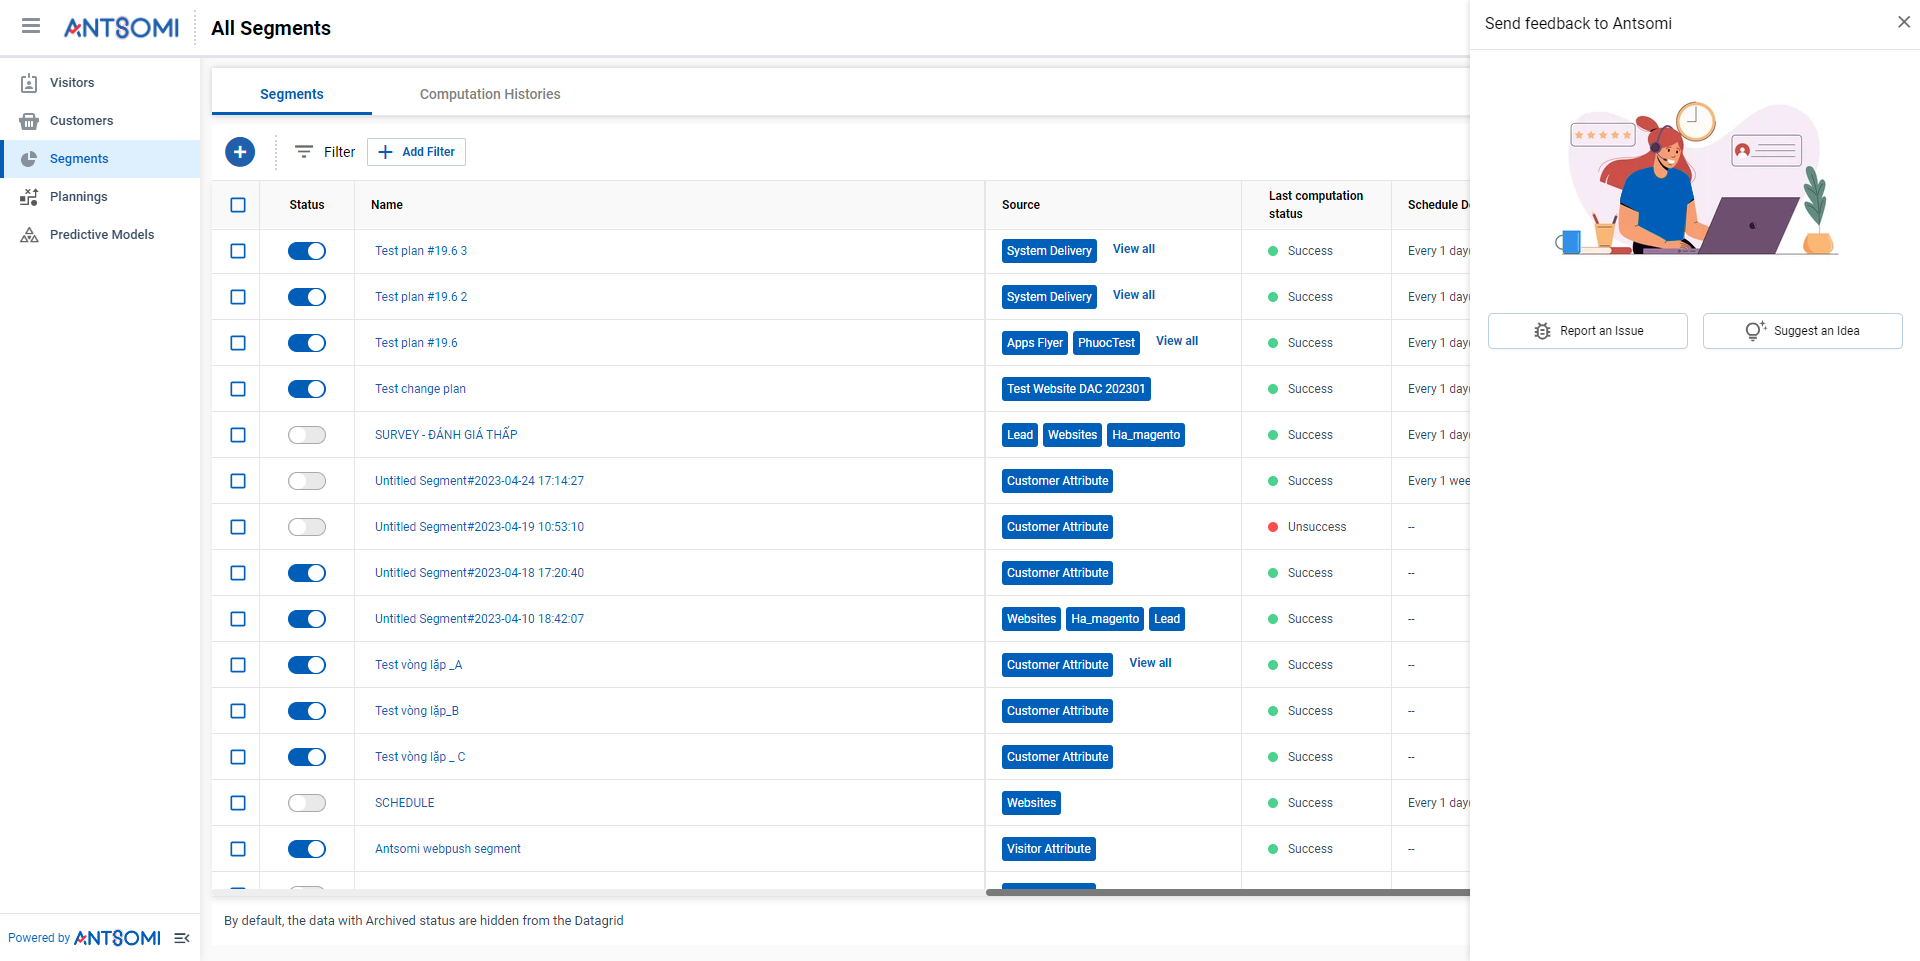 ANTSOMI
All Segments
Send feedback to Antsomi
Visitors
Customers
Segments
Plannings
Predictive Models
Segments
Computation Histories
Filter
Add Filter
Status
Name
Source
Last computation status
Schedule D
Test plan #19.6 3
System Delivery
View all
Success
Every 1 day
Test plan #19.6 2
System Delivery
View all
Success
Every 1 day
Test plan #19.6
Apps Flyer
PhuocTest
View all
Success
Every 1 day
Test change plan
Test Website DAC 202301
Success
Every 1 day
SURVEY - ĐÁNH GIÁ THẤP
Lead
Websites
Ha_magento
Success
Every 1 day
Untitled Segment#2023-04-24 17:14:27
Customer Attribute
Success
Every 1 wee
Untitled Segment#2023-04-19 10:53:10
Customer Attribute
Unsuccess
--
Untitled Segment#2023-04-18 17:20:40
Customer Attribute
Success
--
Untitled Segment#2023-04-10 18:42:07
Websites
Ha_magento
Lead
Success
--
Test vòng lặp _A
Customer Attribute
View all
Success
--
Test vòng lặp_B
Customer Attribute
Success
--
Test vòng lặp _ C
Customer Attribute
Success
--
SCHEDULE
Websites
Success
Every 1 day
Antsomi webpush segment
Visitor Attribute
Success
--
By default, the data with Archived status are hidden from the Datagrid
Powered by ANTSOMI
Report an Issue
Suggest an Idea